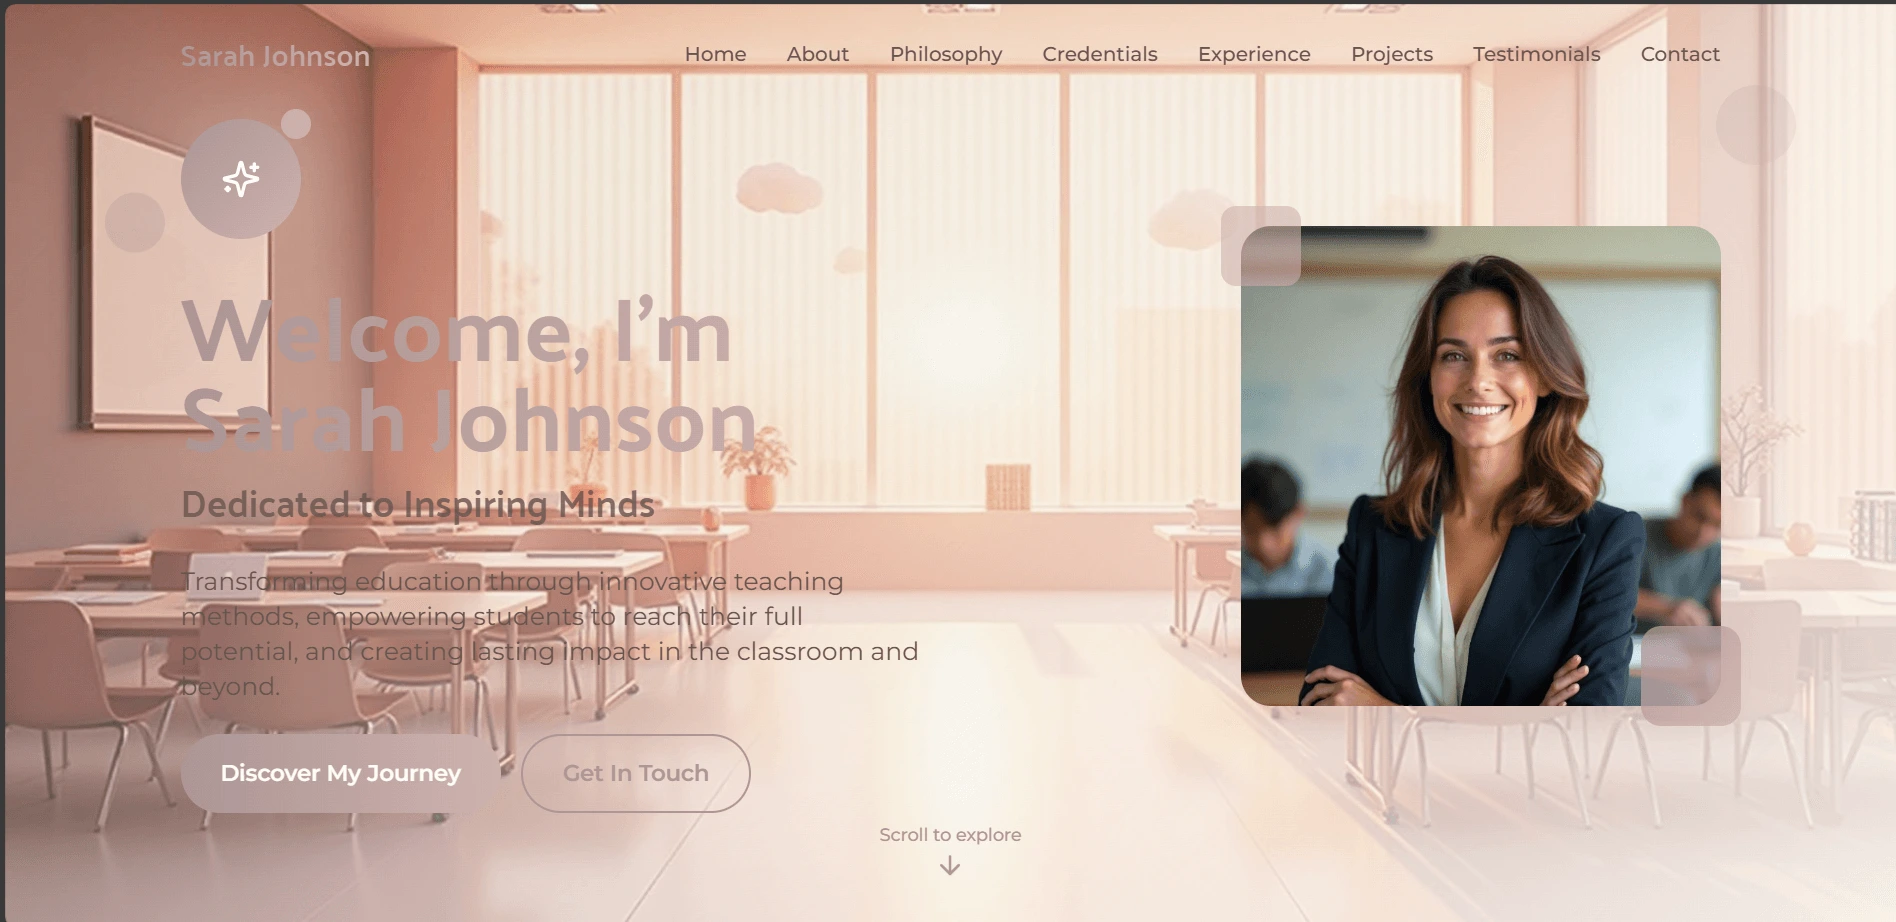 Sarah Johnson
Home About Philosophy Credentials Experience Projects Testimonials Contact
Welcome, I’m
Sarah Johnson
Dedicated to Inspiring Minds
Transforming education through innovative teaching
methods, empowering students to reach their full
potential, and creating lasting impact in the classroom and
beyond.
Discover My Journey
Get In Touch
Scroll to explore